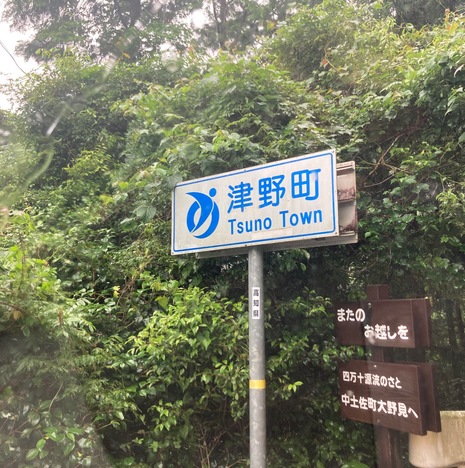 津野町
Tsuno Town
高知県
またの
お越しを
四万十源流のさと
中土佐町大野見へ